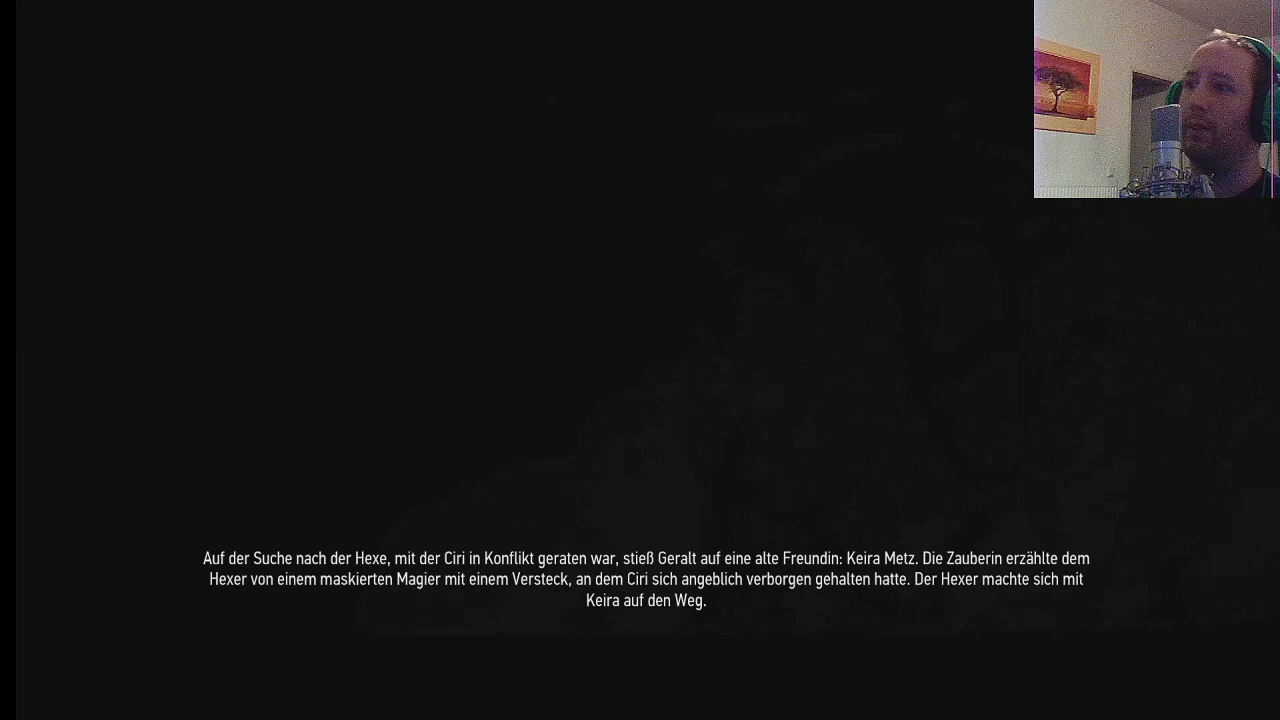 Auf der Suche nach der Hexe, mit der Ciri in Konflikt geraten war, stieß Geralt auf eine alte Freundin: Keira Metz. Die Zauberin erzählte dem
Hexer von einem maskierten Magier mit einem Versteck, an dem Ciri sich angeblich verborgen gehalten hatte. Der Hexer machte sich mit
Keira auf den Weg.